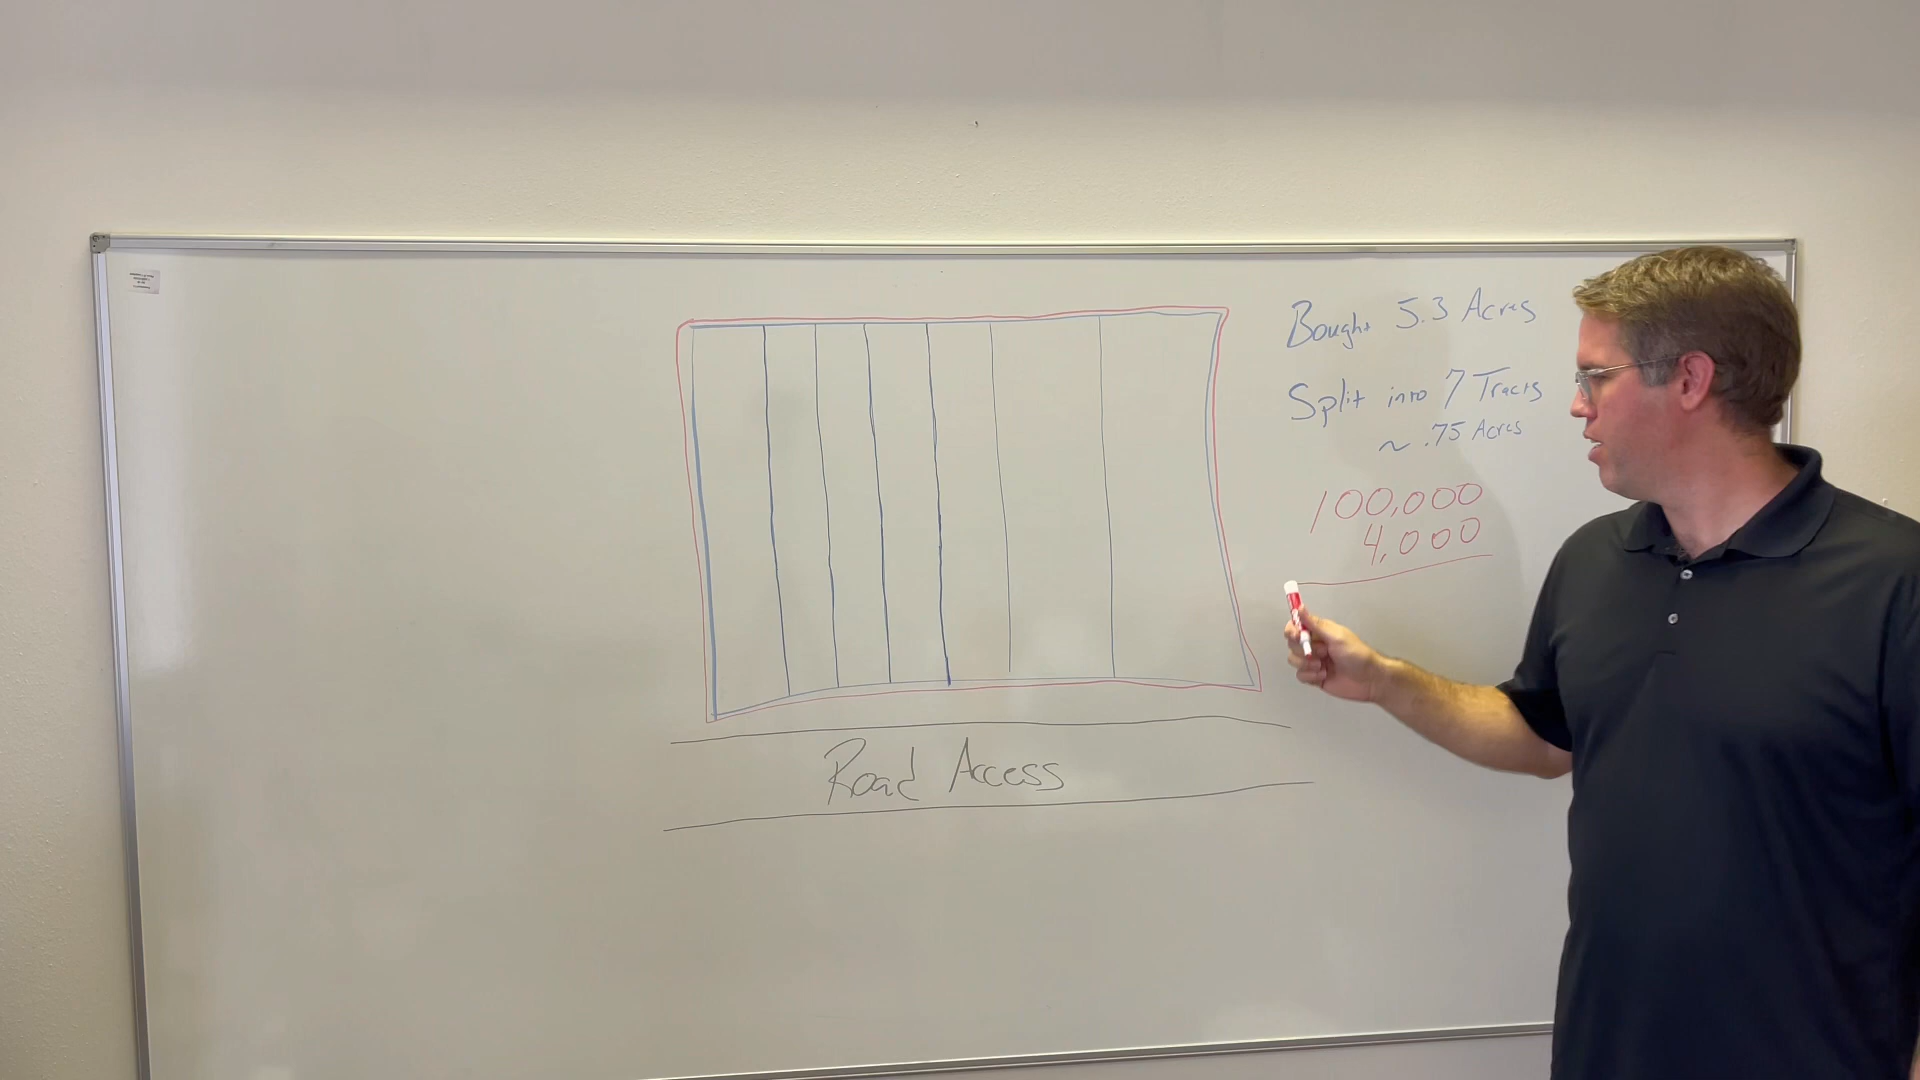 Bought 5.3 Acres
Split into 7 Tracts
~ .75 Acres
100,000
4,000
Road Access